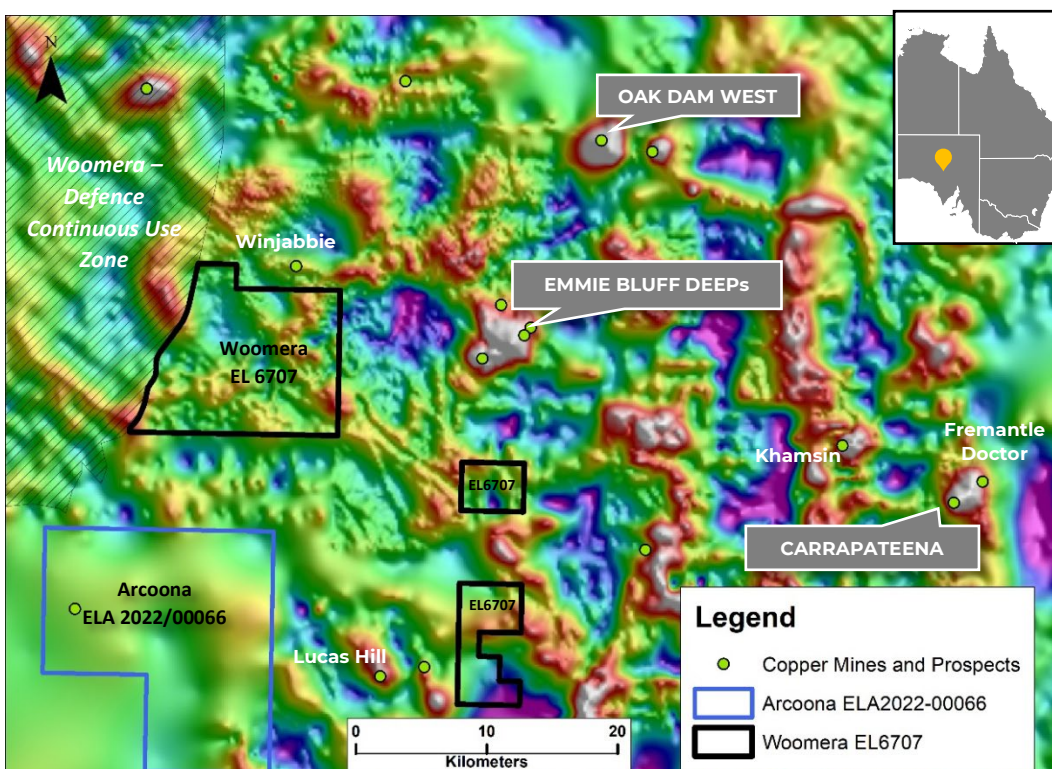 N
OAK DAM WEST
Woomera –
Defence
Continuous Use
Zone
Winjabbie
EMMIE BLUFF DEEPs
Woomera
EL 6707
Khamsin
Fremantle
Doctor
EL6707
CARRAPATEENA
Arcoona
ELA 2022/00066
EL6707
Lucas Hill
Legend
Copper Mines and Prospects
Arcoona ELA2022-00066
Woomera EL6707
0 10 20
Kilometers